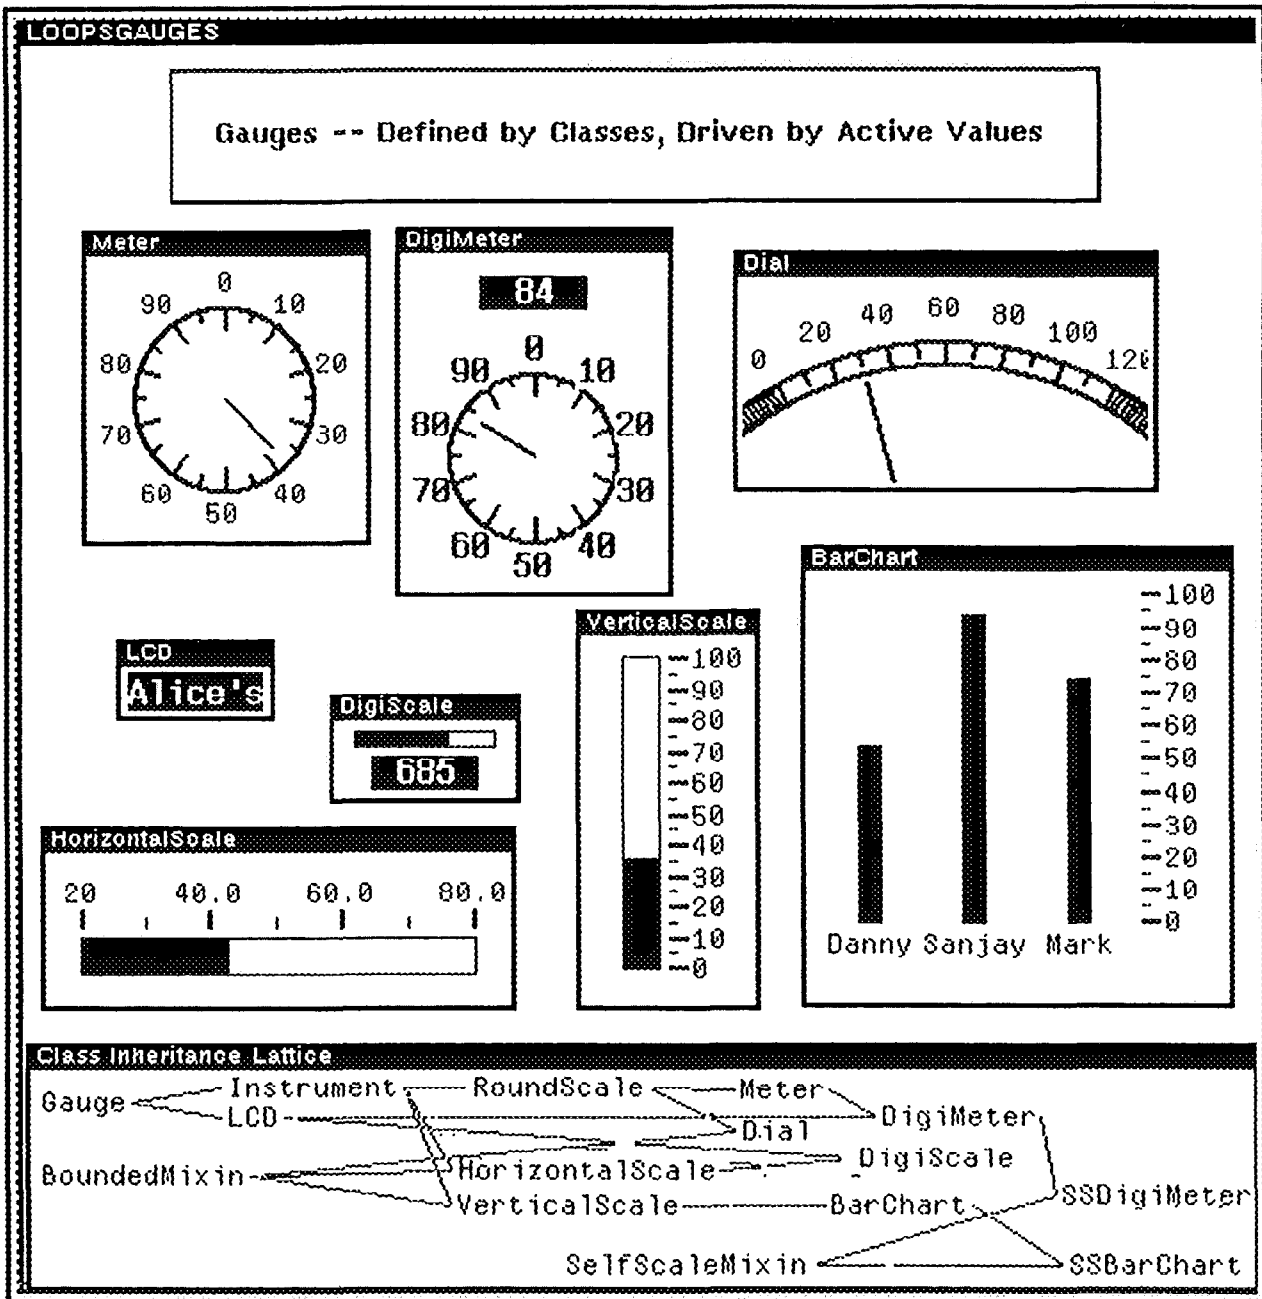 LOOPSGAUGES
Gauges -- Defined by Classes, Driven by Active Values
Meter
0
90 10
80 20
70 30
60 40
50
DigiMeter
84
0
90 10
80 20
70 30
60 40
50
Dial
0 20 40 60 80 100 120
LCD
Alice's
DigiScale
685
HorizontalScale
20 40.0 60.0 80.0
VerticalScale
100
90
80
70
60
50
40
30
20
10
0
BarChart
100
90
80
70
60
50
40
30
20
10
0
Danny Sanjay Mark
Class Inheritance Lattice
Gauge Instrument RoundScale Meter
LCD DigiMeter
Dial
BoundedMixin HorizontalScale DigiScale
VerticalScale BarChart SSDigiMeter
SelfScaleMixin SSBarChart